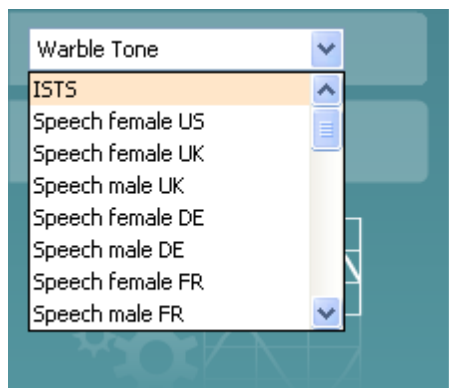 Warble Tone
ISTS
Speech female US
Speech female UK
Speech male UK
Speech female DE
Speech male DE
Speech female FR
Speech male FR